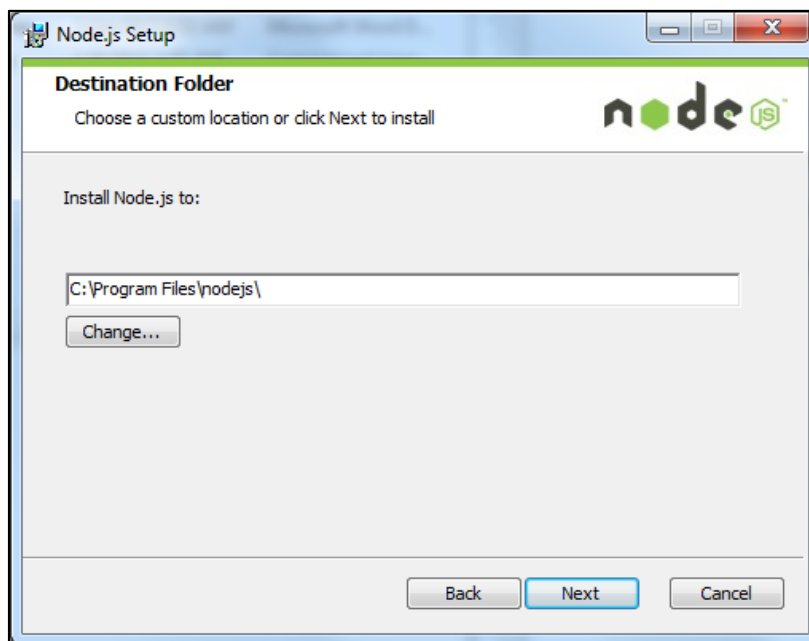 Node.js Setup
Destination Folder
Choose a custom location or click Next to install
node JS
Install Node.js to:
C:\Program Files\nodejs\
Change...
Back
Next
Cancel